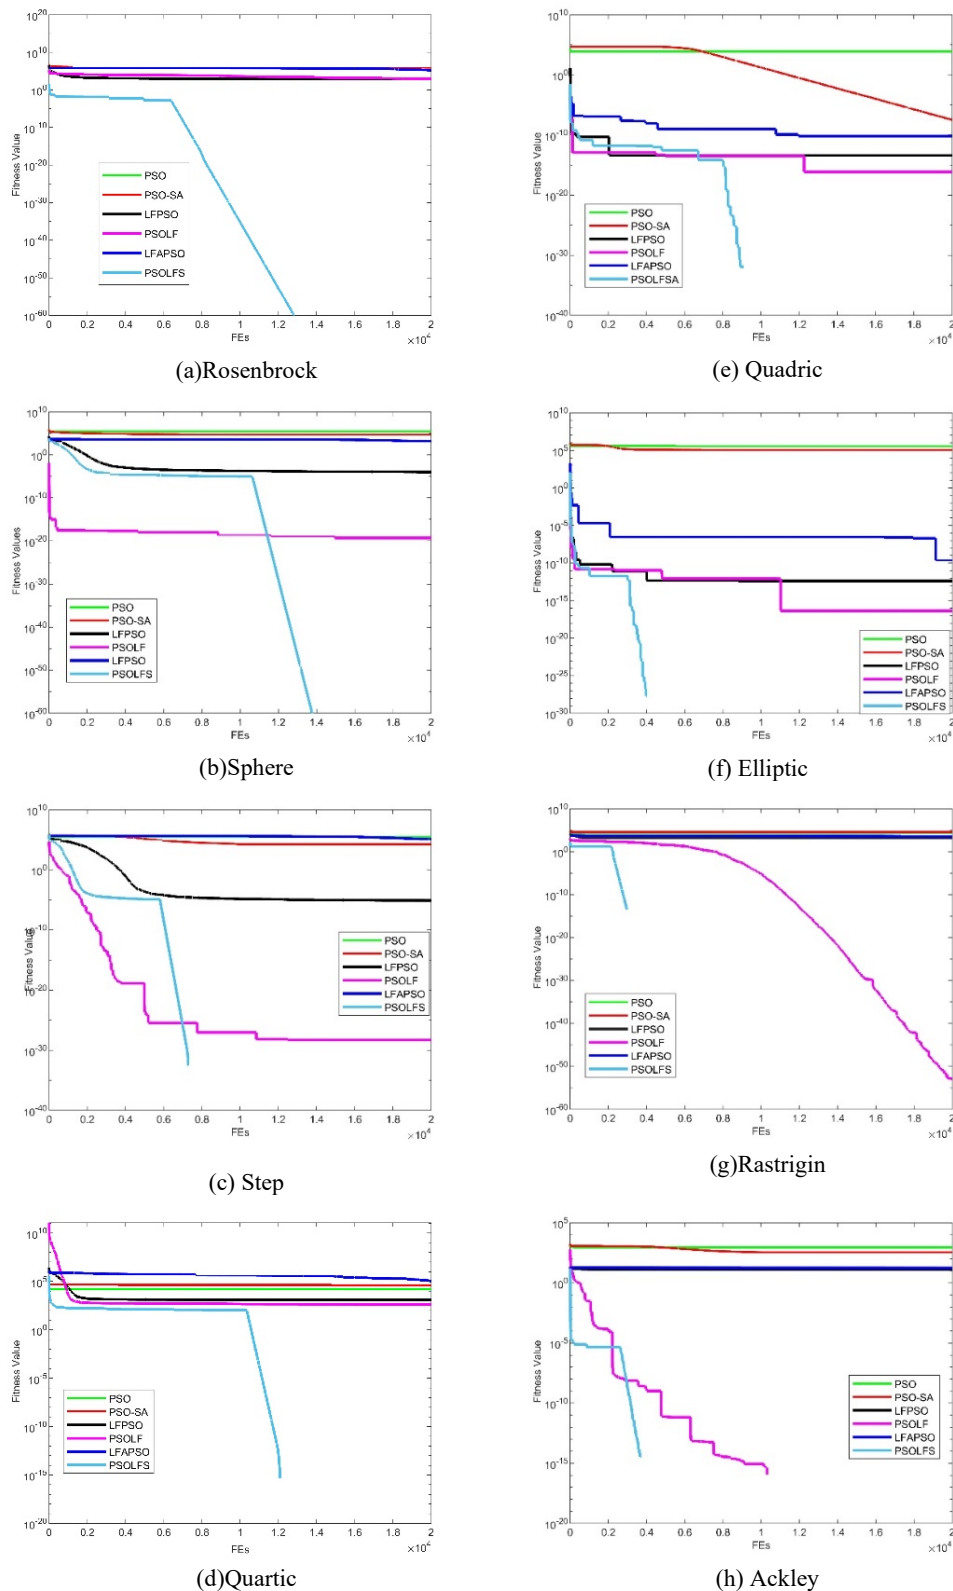 10^20
10^10
10^0
10^-10
10^-20
10^-30
10^-40
10^-50
10^-60
Fitness Value
PSO
PSO-SA
LFPSO
PSOLF
LFAPSO
PSOLFS
0 0.2 0.4 0.6 0.8 1 1.2 1.4 1.6 1.8 2
FEs
×10^4
(a)Rosenbrock
10^10
10^0
10^-10
10^-20
10^-30
10^-40
10^-50
10^-60
Fitness Values
PSO
PSO-SA
LFPSO
PSOLF
LFPSO
PSOLFS
0 0.2 0.4 0.6 0.8 1 1.2 1.4 1.6 1.8 2
FEs
×10^4
(b)Sphere
10^10
10^0
10^-10
10^-20
10^-30
10^-40
Fitness Value
PSO
PSO-SA
LFPSO
PSOLF
LFAPSO
PSOLFS
0 0.2 0.4 0.6 0.8 1 1.2 1.4 1.6 1.8 2
FEs
×10^4
(c) Step
10^10
10^5
10^0
10^-5
10^-10
10^-15
10^-20
Fitness Value
PSO
PSO-SA
LFPSO
PSOLF
LFAPSO
PSOLFS
0 0.2 0.4 0.6 0.8 1 1.2 1.4 1.6 1.8 2
FEs
×10^4
(d)Quartic
10^10
10^0
10^-10
10^-20
10^-30
10^-40
Fitness Value
PSO
PSO-SA
LFPSO
PSOLF
LFAPSO
PSOLFSA
0 0.2 0.4 0.6 0.8 1 1.2 1.4 1.6 1.8 2
FEs
×10^4
(e) Quadric
10^10
10^5
10^0
10^-5
10^-10
10^-15
10^-20
10^-25
10^-30
Fitness Value
PSO
PSO-SA
LFPSO
PSOLF
LFAPSO
PSOLFS
0 0.2 0.4 0.6 0.8 1 1.2 1.4 1.6 1.8 2
FEs
×10^4
(f) Elliptic
10^10
10^0
10^-10
10^-20
10^-30
10^-40
10^-50
10^-60
Fitness Value
PSO
PSO-SA
LFPSO
PSOLF
LFAPSO
PSOLFS
0 0.2 0.4 0.6 0.8 1 1.2 1.4 1.6 1.8 2
FEs
×10^4
(g)Rastrigin
10^5
10^0
10^-5
10^-10
10^-15
10^-20
Fitness Value
PSO
PSO-SA
LFPSO
PSOLF
LFAPSO
PSOLFS
0 0.2 0.4 0.6 0.8 1 1.2 1.4 1.6 1.8 2
FEs
×10^4
(h) Ackley